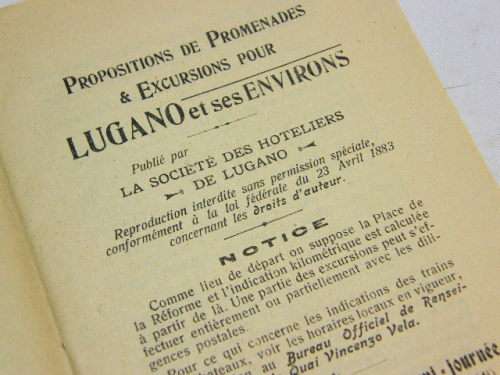 PROPOSITIONS DE PROMENADES
& EXCURSIONS POUR
LUGANO et ses ENVIRONS
Publié par
LA SOCIÉTÉ DES HOTELIERS
DE LUGANO
Reproduction interdite sans permission spéciale,
conformément à la loi fédérale du 23 Avril 1883
concernant les droits d'auteur.
NOTICE
Comme lieu de départ on suppose la Place de
la Réforme et l'indication kilométrique est calculée
à partir de là. Une partie des excursions peut s'ef-
fectuer entièrement ou partiellement avec les dili-
gences postales.
Pour ce qui concerne les indications des trains
bateaux, voir les horaires locaux en vigueur,
au Bureau Officiel de Rensei-
Quai Vincenzo Vela.
-journée